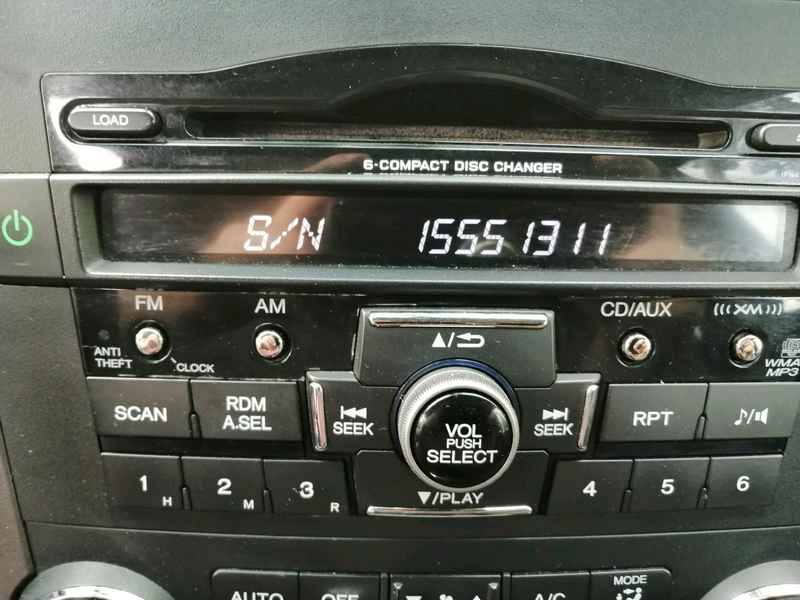 LOAD
6-COMPACT DISC CHANGER
S/N 15551311
FM AM CD/AUX (((XM)))
ANTI THEFT CLOCK
WMA MP3
▲/↩
SCAN RDM A.SEL
⏮ SEEK
VOL PUSH SELECT
⏭ SEEK
RPT ♪/🔇
1 H 2 M 3 R
▼/PLAY
4 5 6
AUTO OFF A/C MODE